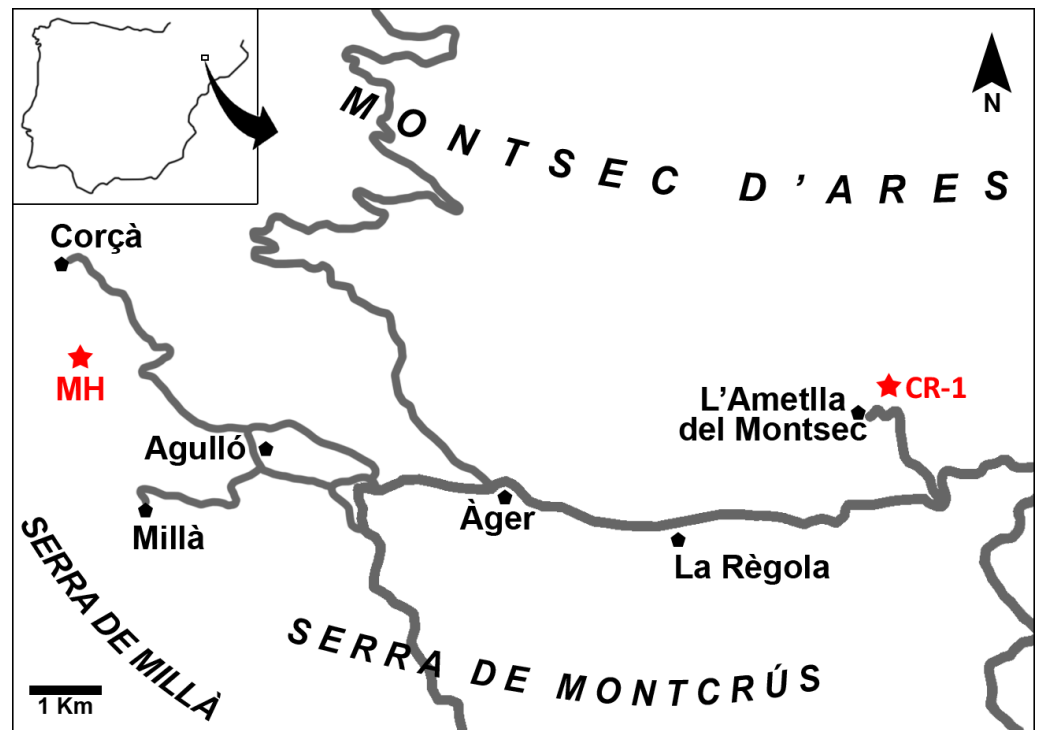 N
MONTSEC D'ARES
Corçà
MH
L'Ametlla
del Montsec
CR-1
Agulló
Millà
Àger
La Règola
SERRA DE MILLÀ
SERRA DE MONTCRÚS
1 Km